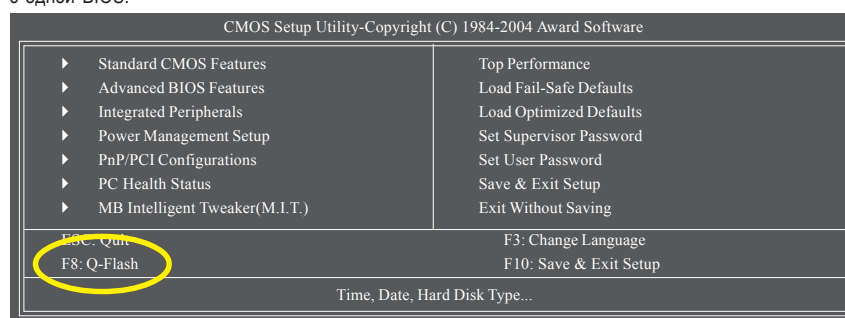 с одной BIOS.
CMOS Setup Utility-Copyright (C) 1984-2004 Award Software
Standard CMOS Features
Advanced BIOS Features
Integrated Peripherals
Power Management Setup
PnP/PCI Configurations
PC Health Status
MB Intelligent Tweaker(M.I.T.)
Top Performance
Load Fail-Safe Defaults
Load Optimized Defaults
Set Supervisor Password
Set User Password
Save & Exit Setup
Exit Without Saving
ESC: Quit
F8: Q-Flash
F3: Change Language
F10: Save & Exit Setup
Time, Date, Hard Disk Type...